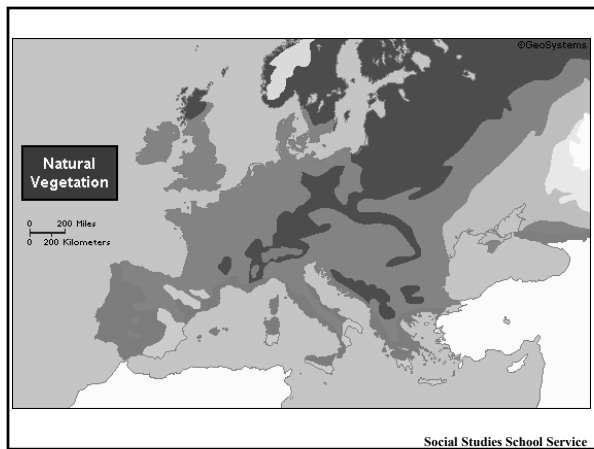 ©GeoSystems
Natural
Vegetation
0 200 Miles
0 200 Kilometers
Social Studies School Service